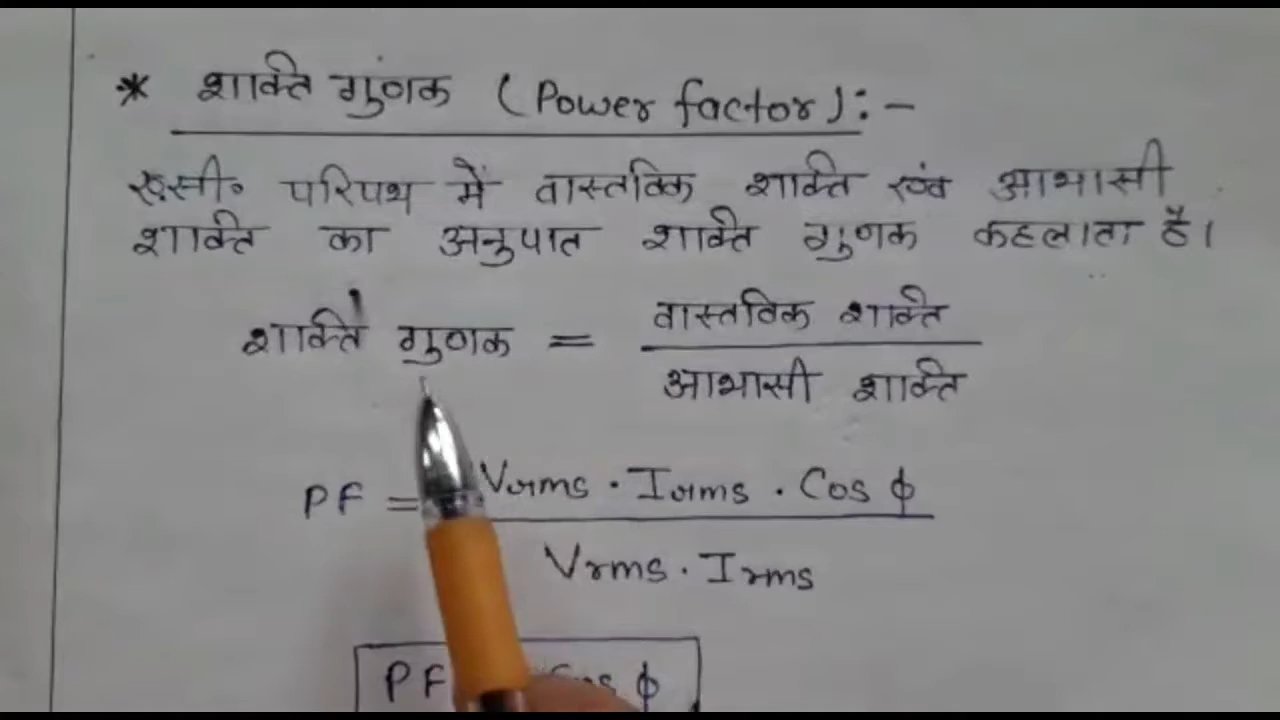 * शक्ति गुणांक (Power factor):-
ए.सी. परिपथ में वास्तविक शक्ति एवं आभासी
शक्ति का अनुपात शक्ति गुणक कहलाता है।
शक्ति गुणक = वास्तविक शक्ति
आभासी शक्ति
PF = Vrms . Irms . Cos ϕ
Vrms . Irms
PF Cos ϕ